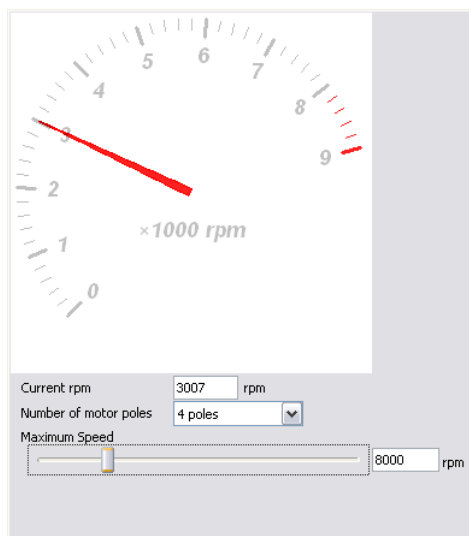 0
1
2
3
4
5
6
7
8
9
×1000 rpm
Current rpm 3007 rpm
Number of motor poles 4 poles
Maximum Speed
8000 rpm